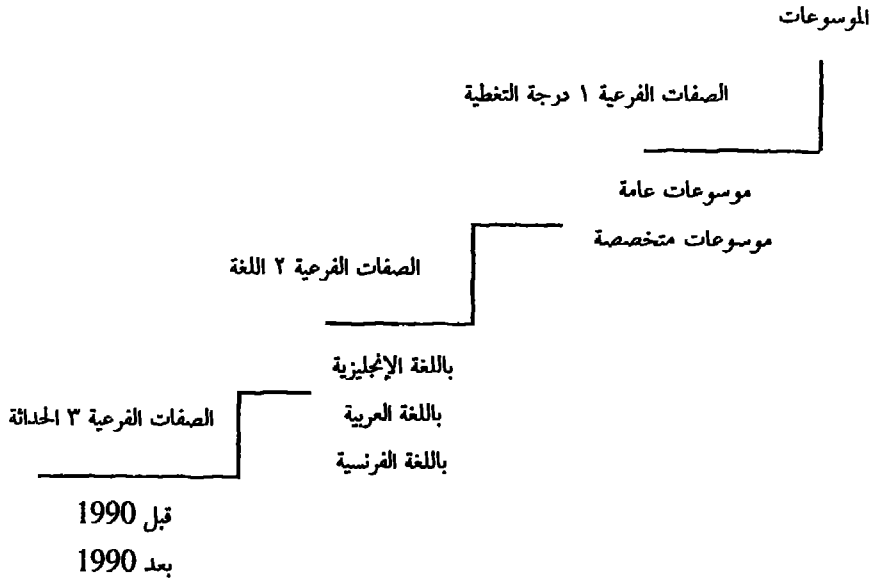 الموسوعات
الصفات الفرعية ١ درجة التغطية
موسوعات عامة
موسوعات متخصصة
الصفات الفرعية ٢ اللغة
باللغة الإنجليزية
باللغة العربية
باللغة الفرنسية
الصفات الفرعية ٣ الحداثة
قبل 1990
بعد 1990